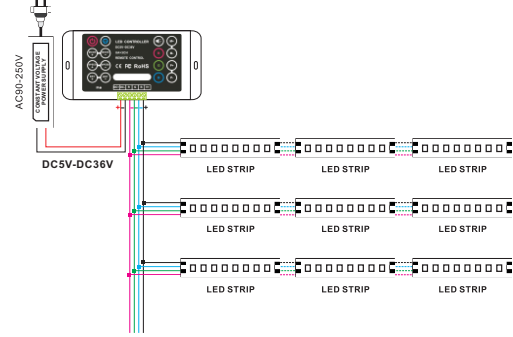 LED CONTROLLER
REMOTE CONTROL
CE FC RoHS
AC90-250V
CONSTANT VOLTAGE
POWER SUPPLY
DC5V-DC36V
LED STRIP LED STRIP LED STRIP
LED STRIP LED STRIP LED STRIP
LED STRIP LED STRIP LED STRIP